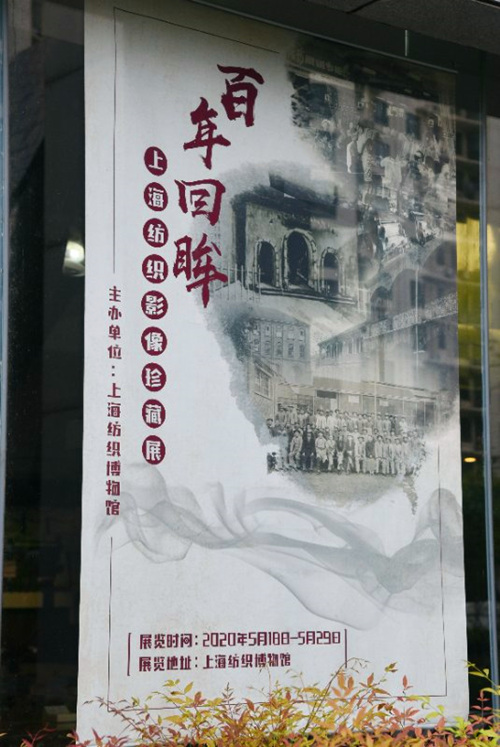 百年回眸
上海纺织影像珍藏展
主办单位：上海纺织博物馆
展览时间：2020年5月18日-5月29日
展览地址：上海纺织博物馆